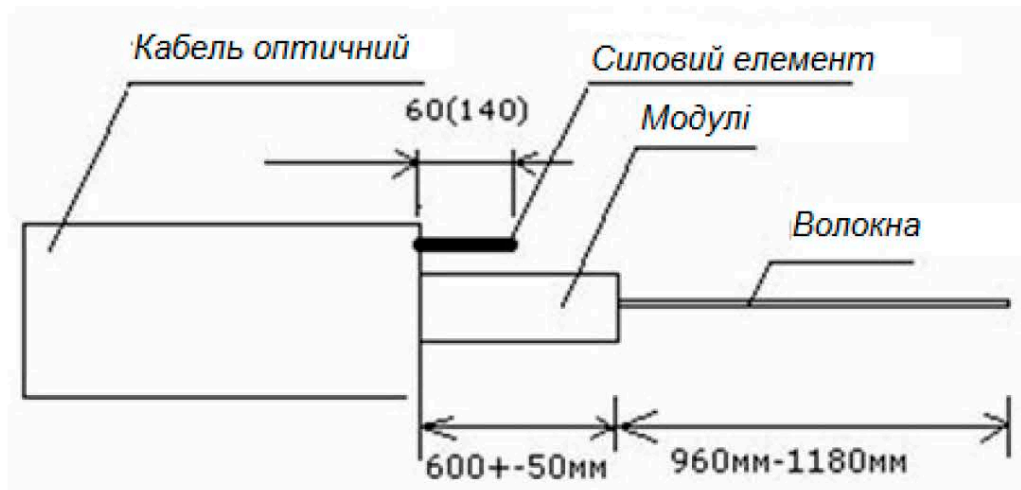 Кабель оптичний
Силовий елемент
60(140)
Модулі
Волокна
600+-50мм
960мм-1180мм